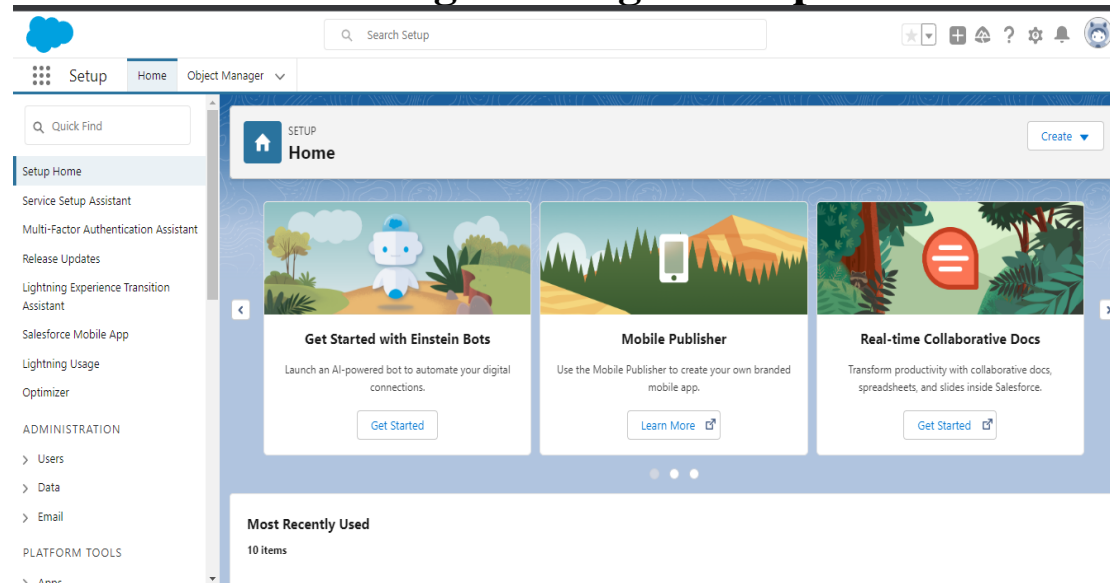 Search Setup
Setup
Home
Object Manager
Quick Find
Setup Home
Service Setup Assistant
Multi-Factor Authentication Assistant
Release Updates
Lightning Experience Transition
Assistant
Salesforce Mobile App
Lightning Usage
Optimizer
ADMINISTRATION
Users
Data
Email
PLATFORM TOOLS
Apps
SETUP
Home
Create
Get Started with Einstein Bots
Launch an AI-powered bot to automate your digital
connections.
Get Started
Mobile Publisher
Use the Mobile Publisher to create your own branded
mobile app.
Learn More
Real-time Collaborative Docs
Transform productivity with collaborative docs,
spreadsheets, and slides inside Salesforce.
Get Started
Most Recently Used
10 items